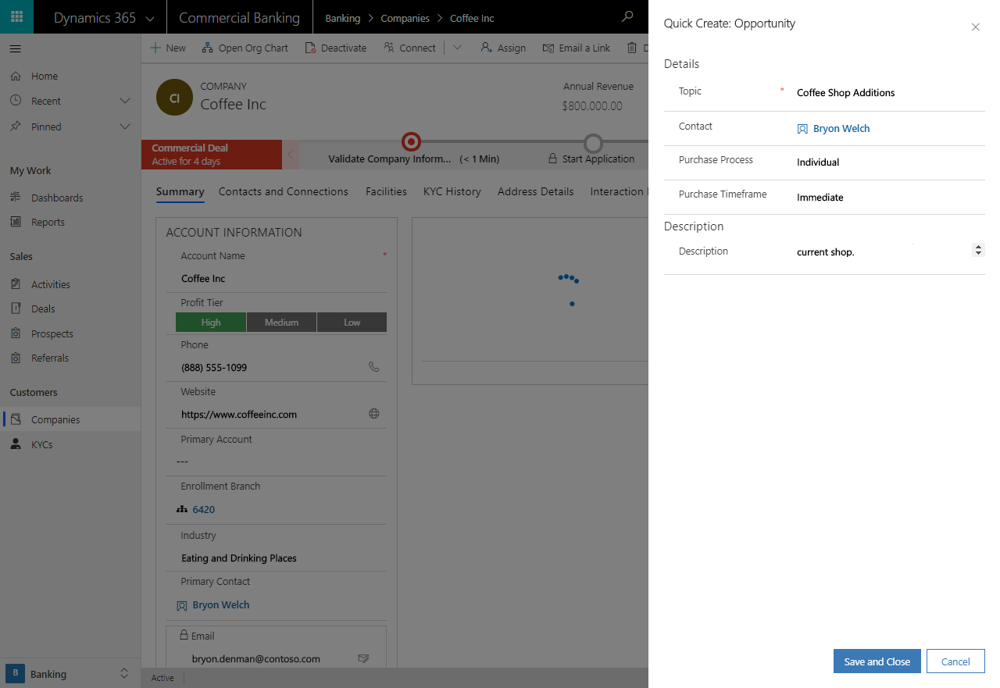 Dynamics 365
Commercial Banking
Banking > Companies > Coffee Inc
New
Open Org Chart
Deactivate
Connect
Assign
Email a Link
D
Home
Recent
Pinned
My Work
Dashboards
Reports
Sales
Activities
Deals
Prospects
Referrals
Customers
Companies
KYCs
B
Banking
CI
COMPANY
Coffee Inc
Annual Revenue
$800,000.00
Commercial Deal
Active for 4 days
Validate Company Inform... (< 1 Min)
Start Application
Summary
Contacts and Connections
Facilities
KYC History
Address Details
Interaction
ACCOUNT INFORMATION
Account Name *
Coffee Inc
Profit Tier
High Medium Low
Phone
(888) 555-1099
Website
https://www.coffeeinc.com
Primary Account
---
Enrollment Branch
6420
Industry
Eating and Drinking Places
Primary Contact
Bryon Welch
Email
bryon.denman@contoso.com
Active
Quick Create: Opportunity
Details
Topic * Coffee Shop Additions
Contact Bryon Welch
Purchase Process Individual
Purchase Timeframe Immediate
Description
Description current shop.
Save and Close
Cancel